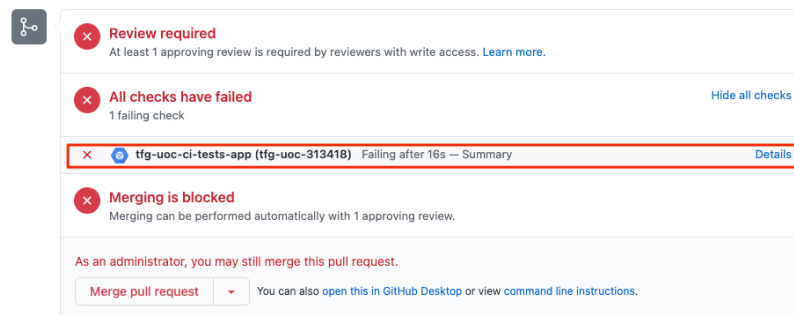 Review required
At least 1 approving review is required by reviewers with write access. Learn more.
All checks have failed
Hide all checks
1 failing check
tfg-uoc-ci-tests-app (tfg-uoc-313418) Failing after 16s — Summary
Details
Merging is blocked
Merging can be performed automatically with 1 approving review.
As an administrator, you may still merge this pull request.
Merge pull request
You can also open this in GitHub Desktop or view command line instructions.